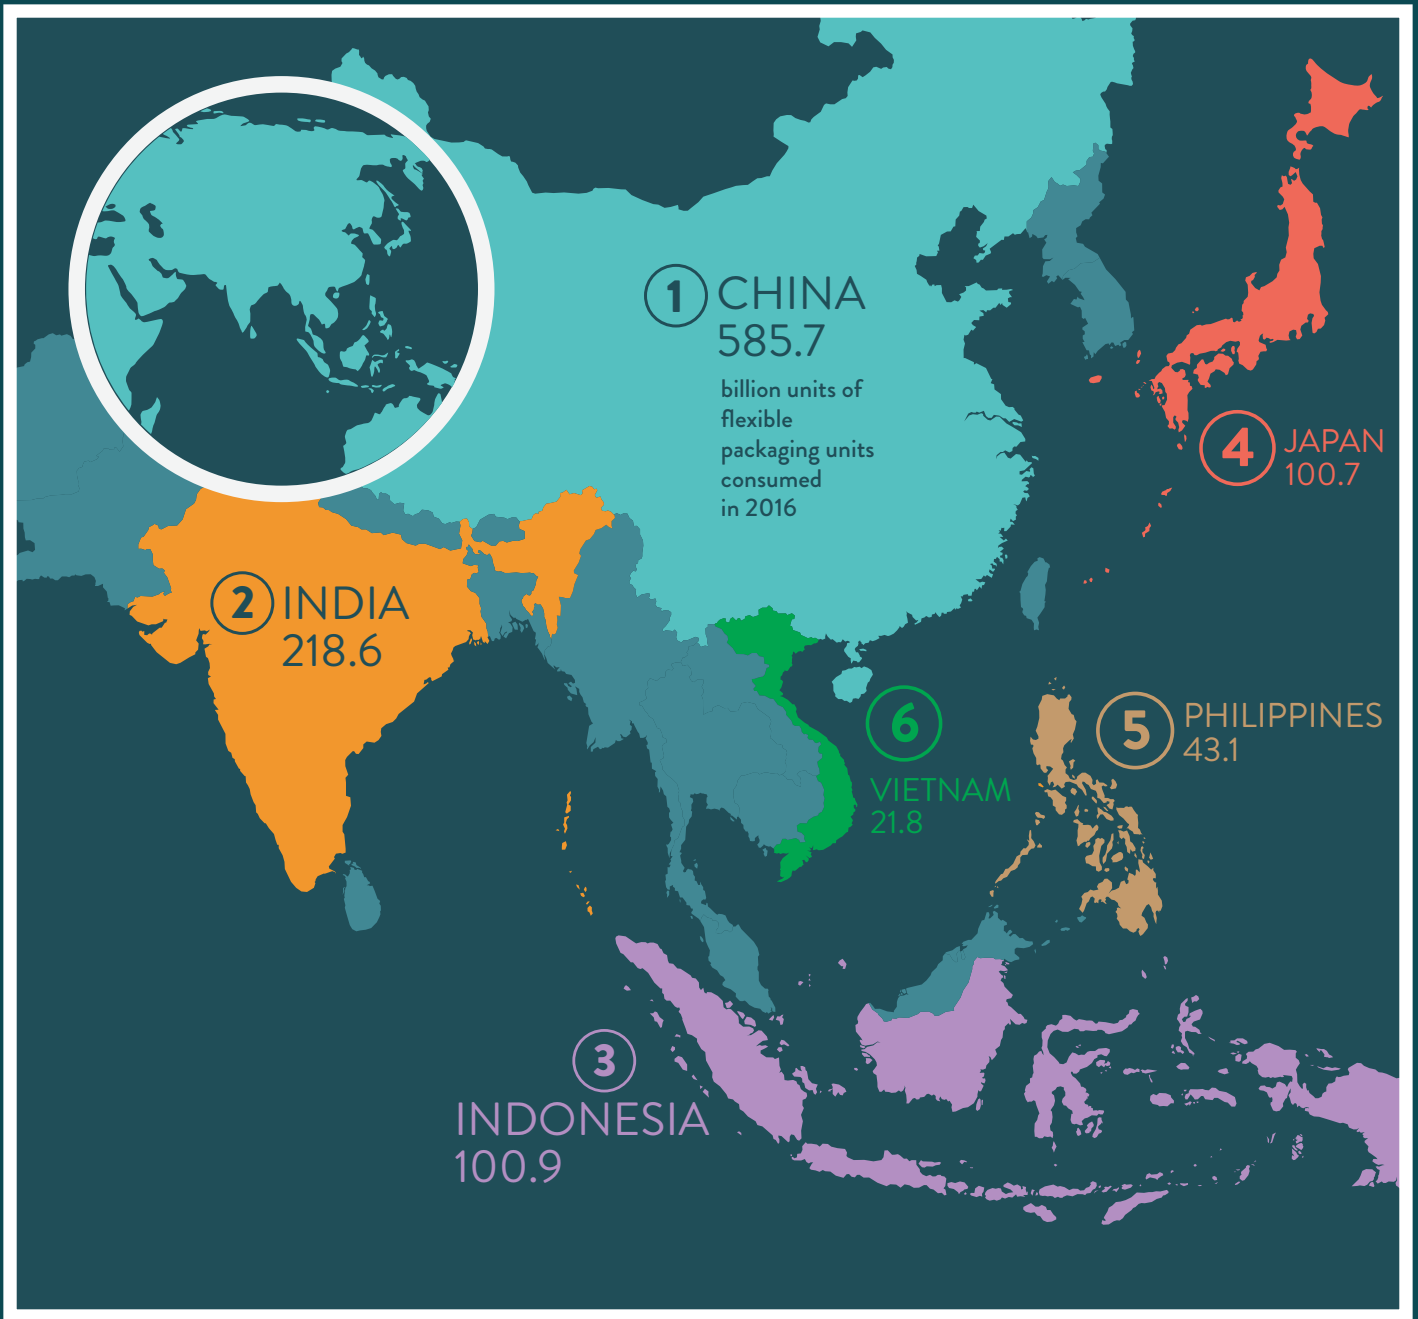 1 CHINA
585.7
billion units of
flexible
packaging units
consumed
in 2016
4 JAPAN
100.7
2 INDIA
218.6
6
VIETNAM
21.8
5 PHILIPPINES
43.1
3
INDONESIA
100.9